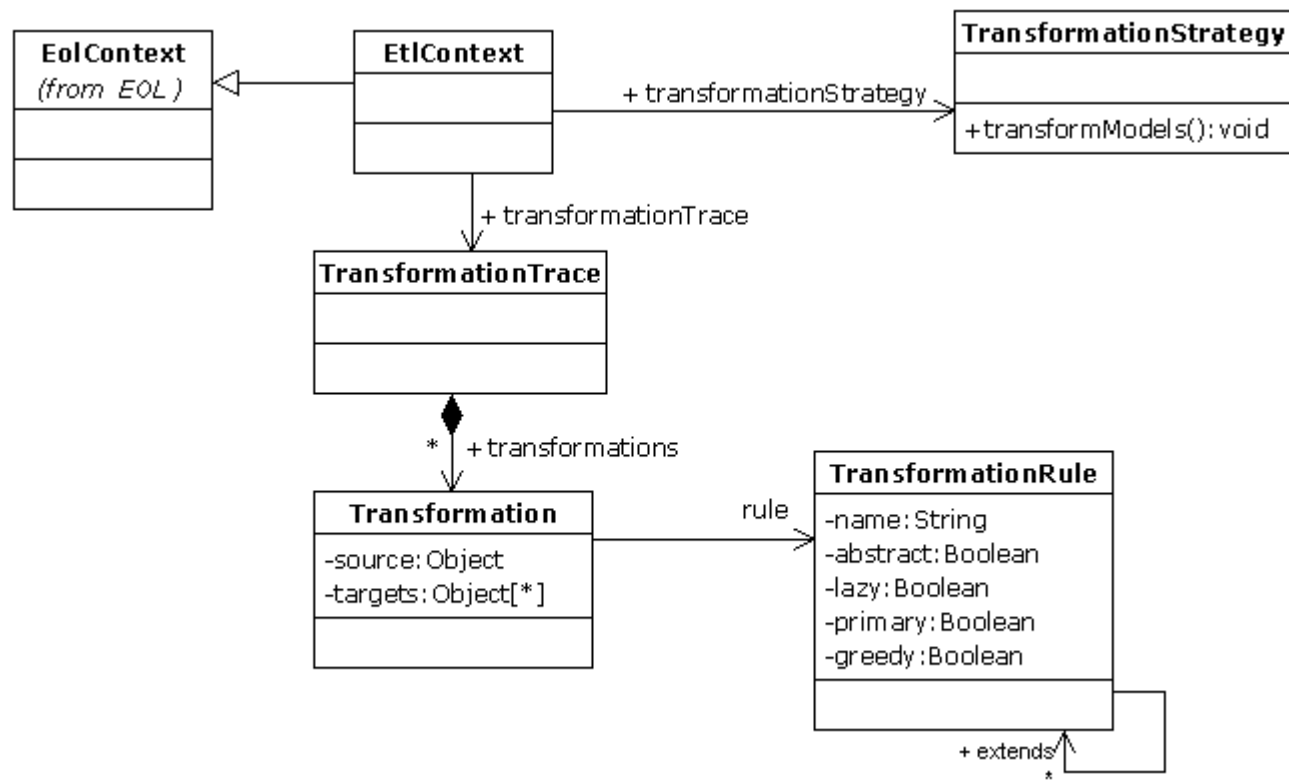 EolContext
(from EOL)
EtlContext
TransformationStrategy
+transformModels(): void
+ transformationStrategy
+ transformationTrace
TransformationTrace
* + transformations
Transformation
-source:Object
-targets:Object[*]
rule
TransformationRule
-name:String
-abstract:Boolean
-lazy:Boolean
-primary:Boolean
-greedy:Boolean
+ extends
*